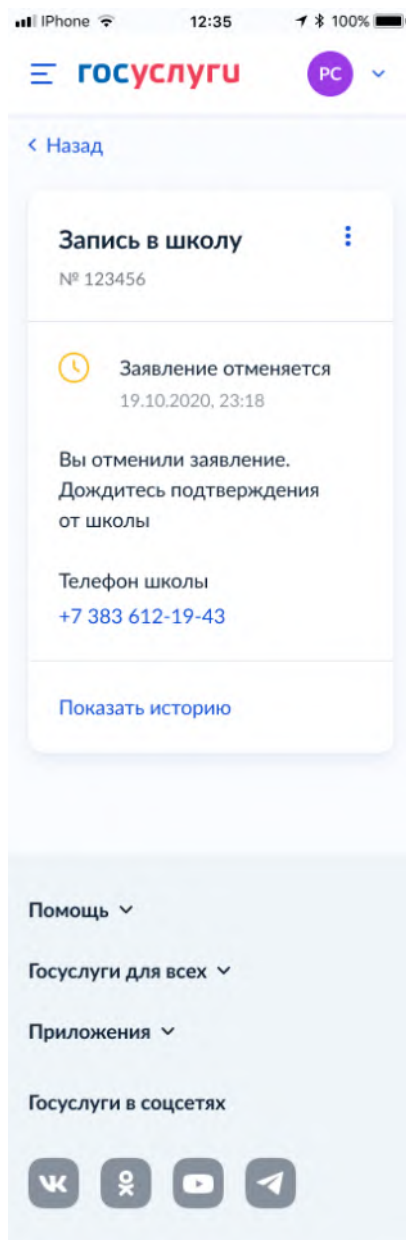 IPhone 12:35 100%
госуслуги РС
Назад
Запись в школу
№ 123456
Заявление отменяется
19.10.2020, 23:18
Вы отменили заявление.
Дождитесь подтверждения
от школы
Телефон школы
+7 383 612-19-43
Показать историю
Помощь
Госуслуги для всех
Приложения
Госуслуги в соцсетях